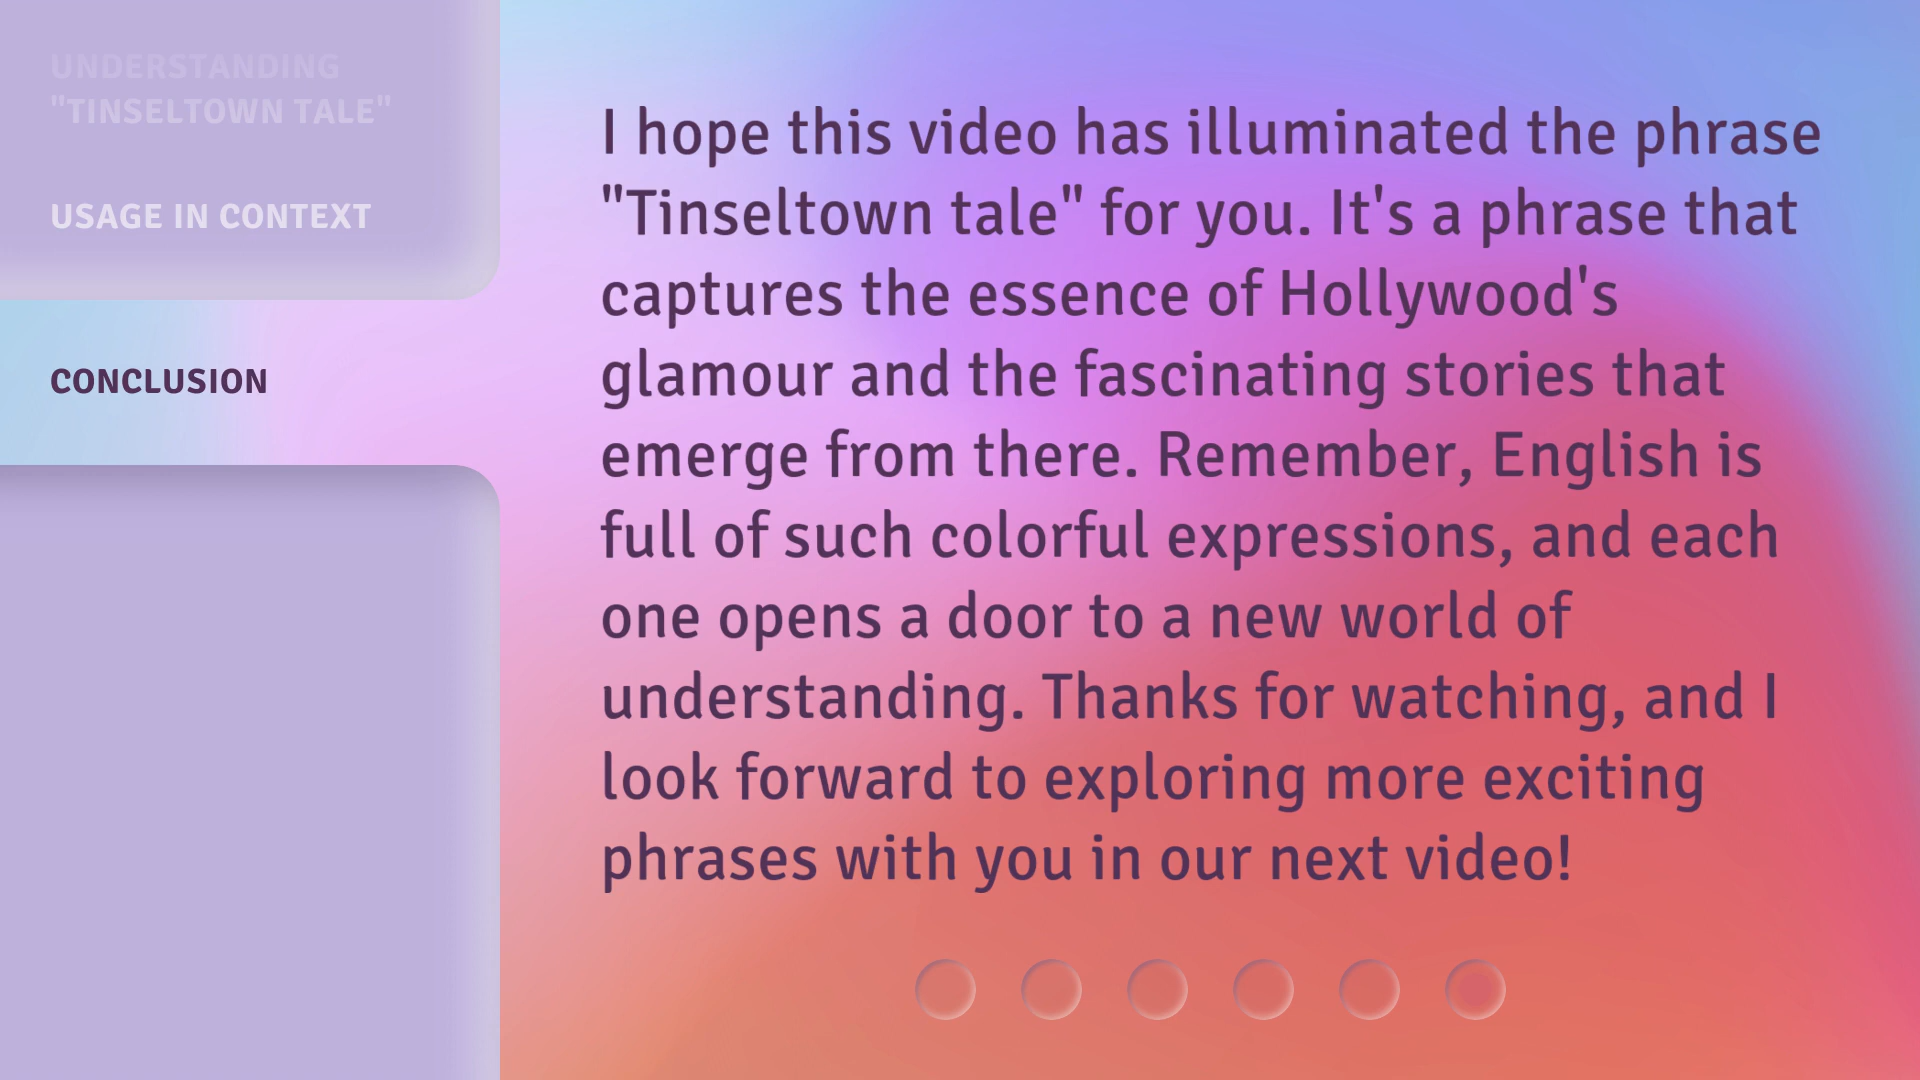 UNDERSTANDING
"TINSELTOWN TALE"
USAGE IN CONTEXT
CONCLUSION
I hope this video has illuminated the phrase
"Tinseltown tale" for you. It's a phrase that
captures the essence of Hollywood's
glamour and the fascinating stories that
emerge from there. Remember, English is
full of such colorful expressions, and each
one opens a door to a new world of
understanding. Thanks for watching, and I
look forward to exploring more exciting
phrases with you in our next video!